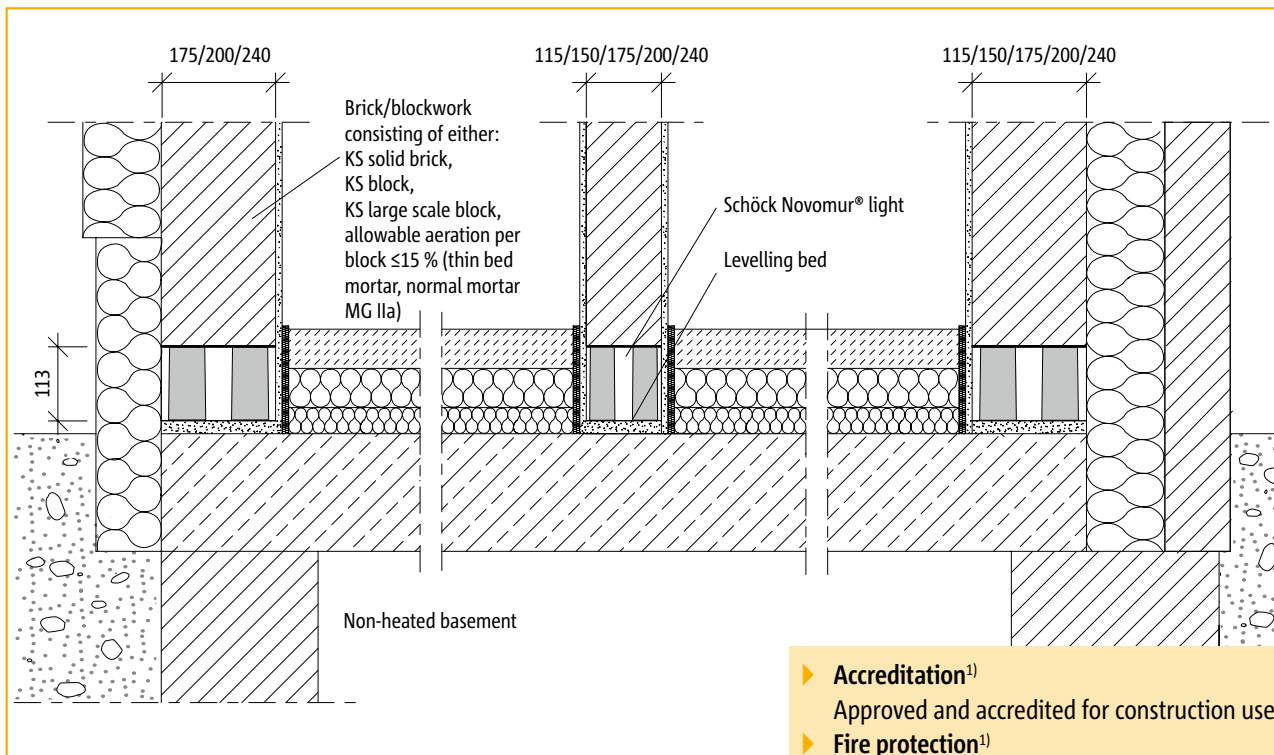 175/200/240
115/150/175/200/240
115/150/175/200/240
Brick/blockwork
consisting of either:
KS solid brick,
KS block,
KS large scale block,
allowable aeration per
block ≤15 % (thin bed
mortar, normal mortar
MG IIa)
Schöck Novomur® light
Levelling bed
113
Non-heated basement
Accreditation1)
Approved and accredited for construction use
Fire protection1)